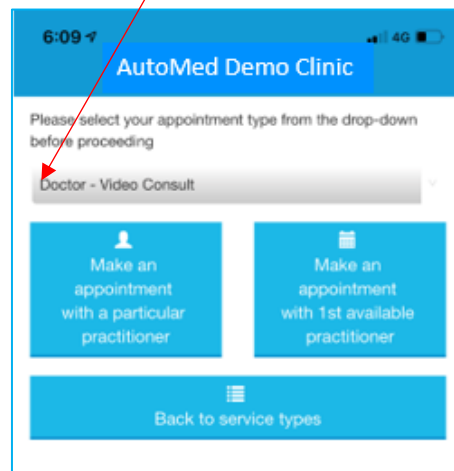 6:09 4G
AutoMed Demo Clinic
Please select your appointment type from the drop-down
before proceeding
Doctor - Video Consult
Make an
appointment
with a particular
practitioner
Make an
appointment
with 1st available
practitioner
Back to service types